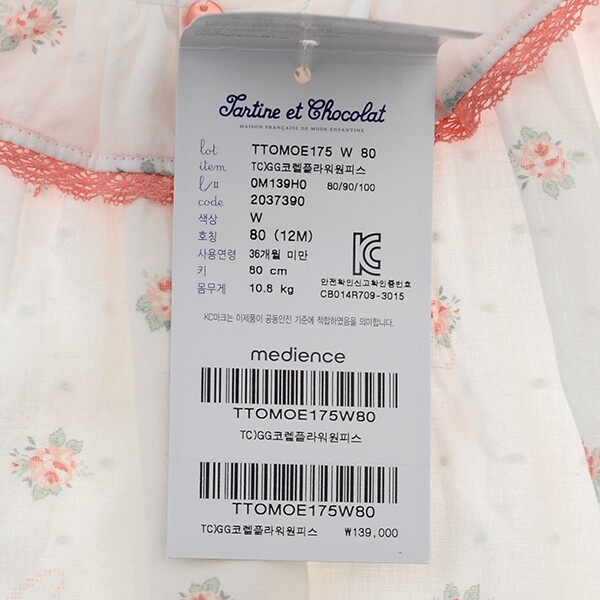 Tartine et Chocolat
MAISON FRANÇAISE DE MODE ENFANTINE
lot TTOMOE175 W 80
item TC)GG코렐플라워원피스
l/# 0M139H0 80/90/100
code 2037390
색상 W
호칭 80 (12M)
사용연령 36개월 미만
키 80 cm
몸무게 10.8 kg
안전확인신고확인증번호
CB014R709-3015
KC마크는 이제품이 공동안전 기준에 적합하였음을 의미합니다.
medience
TTOMOE175W80
TC)GG코렐플라워원피스
TTOMOE175W80
TC)GG코렐플라워원피스 ₩139,000